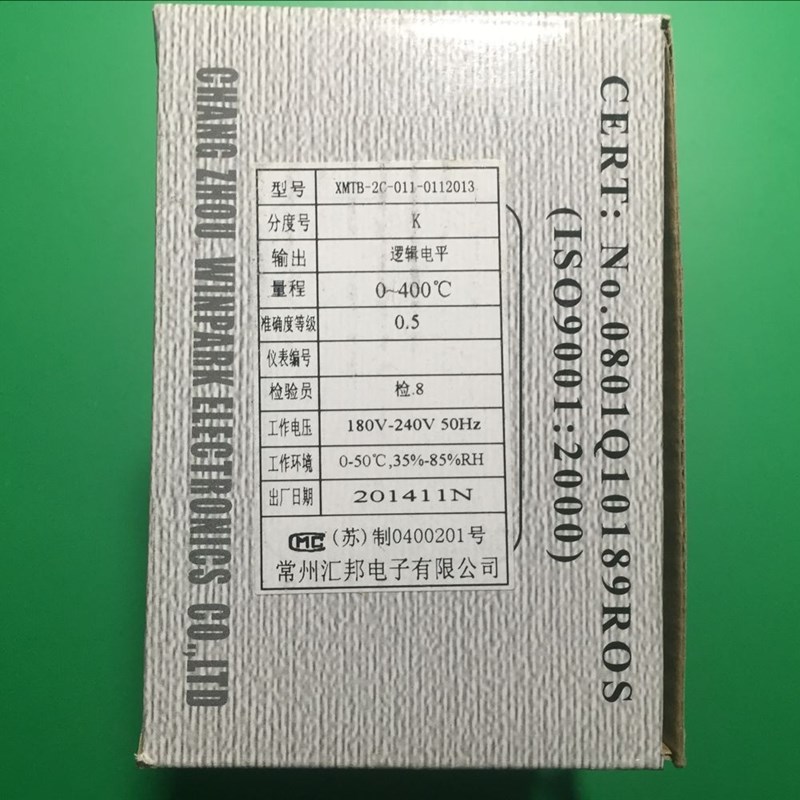 CHANG ZHOU WINPARK ELECTRONICS CO.,LTD
型号 XMTB-2C-011-0112013
分度号 K
输出 逻辑电平
量程 0~400℃
准确度等级 0.5
仪表编号
检验员 检.8
工作电压 180V-240V 50Hz
工作环境 0-50℃,35%-85%RH
出厂日期 201411N
MC (苏)制0400201号
常州汇邦电子有限公司
CERT: No.0801Q10189ROS
(ISO9001:2000)